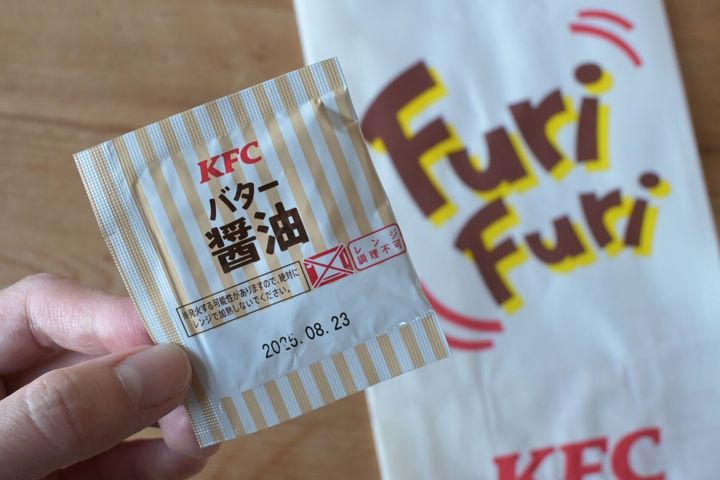 KFC
バター
醤油
レンジ
調理不可
※発火する可能性がありますので、絶対に
レンジで加熱しないでください。
2025.08.23
Furi
Furi
KFC